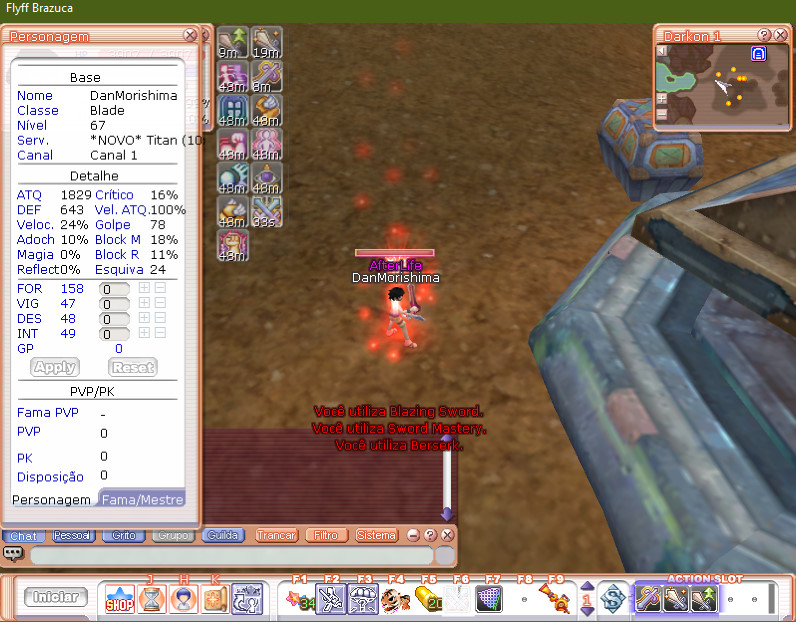 Flyff Brazuca
Personagem
Base
Nome DanMorishima
Classe Blade
Nível 67
Serv. *NOVO* Titan (10
Canal Canal 1
Detalhe
ATQ 1829 Crítico 16%
DEF 643 Vel. ATQ. 100%
Veloc. 24% Golpe 78
Adoch 10% Block M 18%
Magia 0% Block R 11%
Reflect 0% Esquiva 24
FOR 158 0
VIG 47 0
DES 48 0
INT 49 0
GP 0
Apply Reset
PVP/PK
Fama PVP -
PVP 0
PK 0
Disposição 0
Personagem Fama/Mestre
9m 19m
48m 8m
48m 48m
48m 48m
48m 48m
48m 33s
48m
Darkon 1
AfterLife
DanMorishima
Você utiliza Blazing Sword.
Você utiliza Sword Mastery.
Você utiliza Berserk.
Chat Pessoal Grito Grupo Guilda Trancar Filtro Sistema
Iniciar
SHOP
J H K
F1 F2 F3 F4 F5 F6 F7 F8 F9
34 20
1
ACTION SLOT